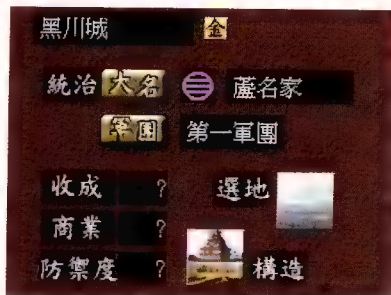 黑川城 金
統治 大名 蘆名家
軍團 第一軍團
收成 ? 選地
商業 ?
防禦度 ? 構造